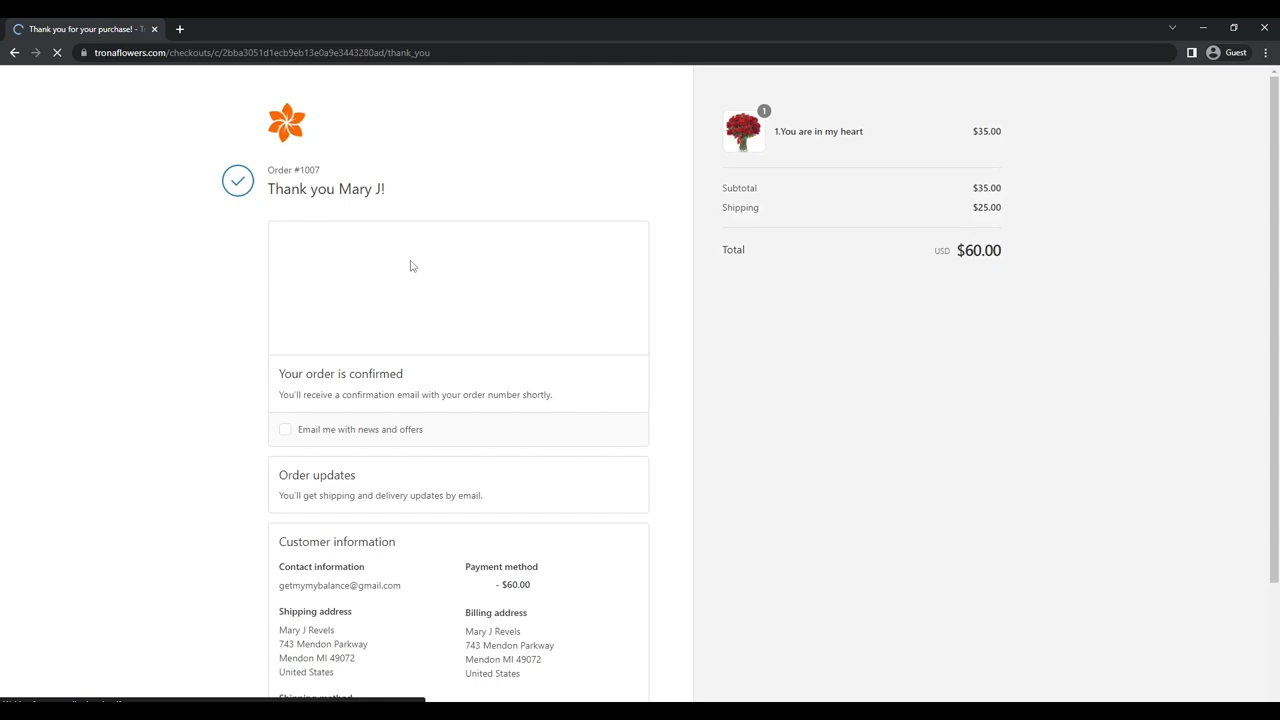 Thank you for your purchase! - Tr
tronaflowers.com/checkouts/c/2bba3051d1ecb9eb13e0a9e3443280ad/thank_you
Guest
Order #1007
Thank you Mary J!
Your order is confirmed
You'll receive a confirmation email with your order number shortly.
Email me with news and offers
Order updates
You'll get shipping and delivery updates by email.
Customer information
Contact information
getmymybalance@gmail.com
Shipping address
Mary J Revels
743 Mendon Parkway
Mendon MI 49072
United States
Shipping method
Payment method
- $60.00
Billing address
Mary J Revels
743 Mendon Parkway
Mendon MI 49072
United States
1
1.You are in my heart $35.00
Subtotal $35.00
Shipping $25.00
Total USD $60.00